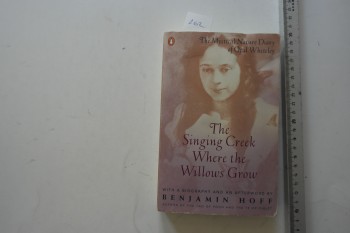 The Mystical Nature Diary
of Opal Whiteley
The
Singing Creek
Where the
Willows Grow
WITH A BIOGRAPHY AND AN AFTERWORD BY
BENJAMIN HOFF